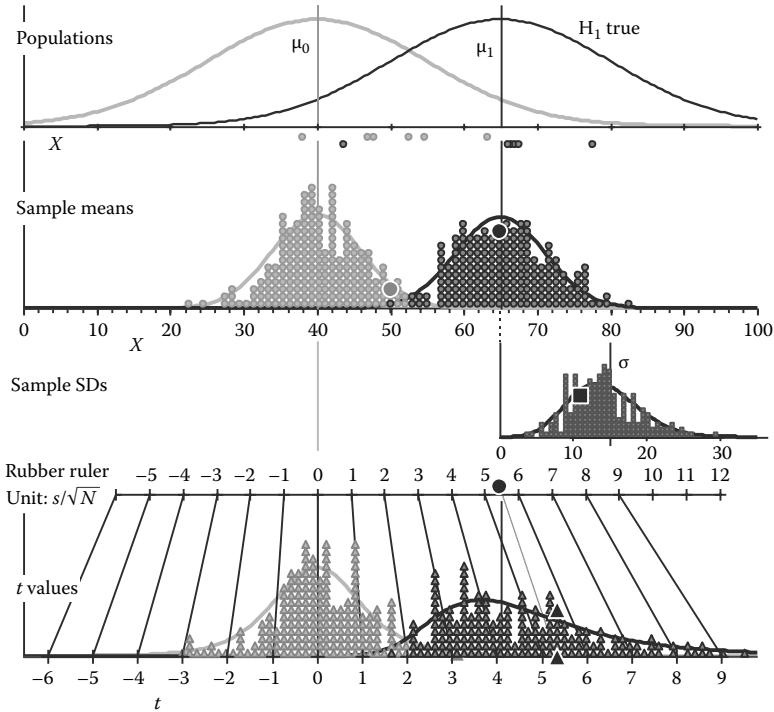 Populations
μ0
μ1
H1 true
X
Sample means
0 10 20 30 40 50 60 70 80 90 100
X
Sample SDs
σ
0 10 20 30
Rubber ruler
Unit: s/√N
–5 –4 –3 –2 –1 0 1 2 3 4 5 6 7 8 9 10 11 12
t values
–6 –5 –4 –3 –2 –1 0 1 2 3 4 5 6 7 8 9
t